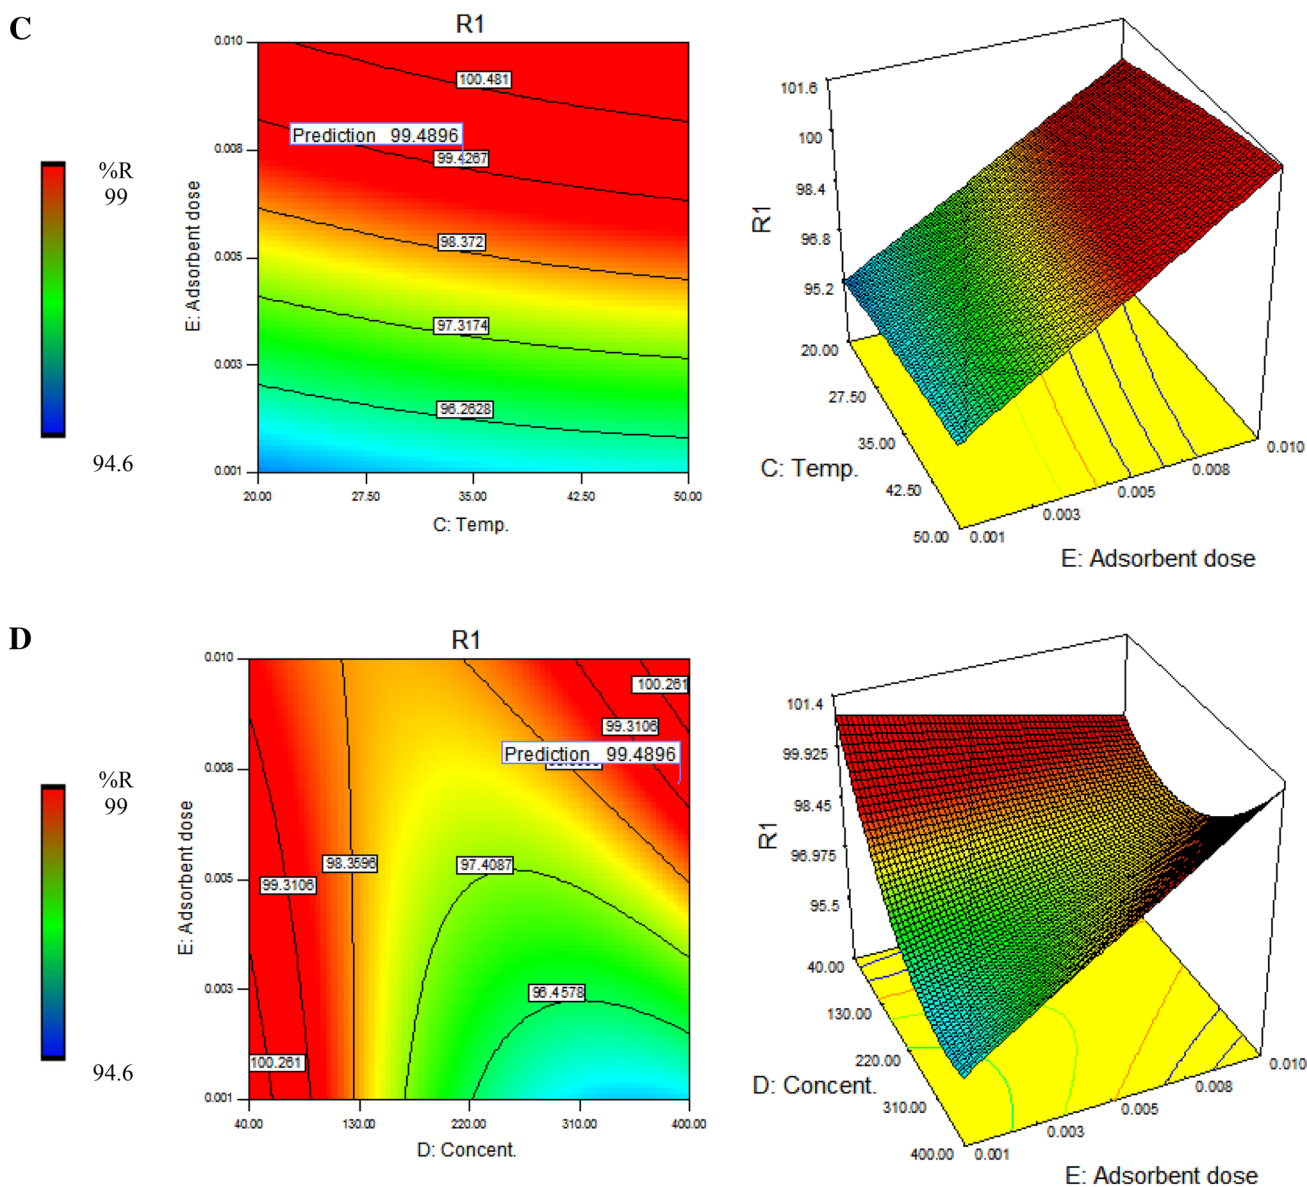 C
%R
99
94.6
R1
0.010
0.008
0.005
0.003
0.001
E: Adsorbent dose
100.481
Prediction 99.4896
99.4267
98.372
97.3174
96.2628
20.00 27.50 35.00 42.50 50.00
C: Temp.
101.6
100
98.4
96.8
95.2
R1
20.00
27.50
35.00
42.50
50.00
C: Temp.
0.001
0.003
0.005
0.008
0.010
E: Adsorbent dose
D
%R
99
94.6
R1
0.010
0.008
0.005
0.003
0.001
E: Adsorbent dose
100.261
99.3106
Prediction 99.4896
98.3596
97.4087
99.3106
96.4578
100.261
40.00 130.00 220.00 310.00 400.00
D: Concent.
101.4
99.925
98.45
96.975
95.5
R1
40.00
130.00
220.00
310.00
400.00
D: Concent.
0.001
0.003
0.005
0.008
0.010
E: Adsorbent dose